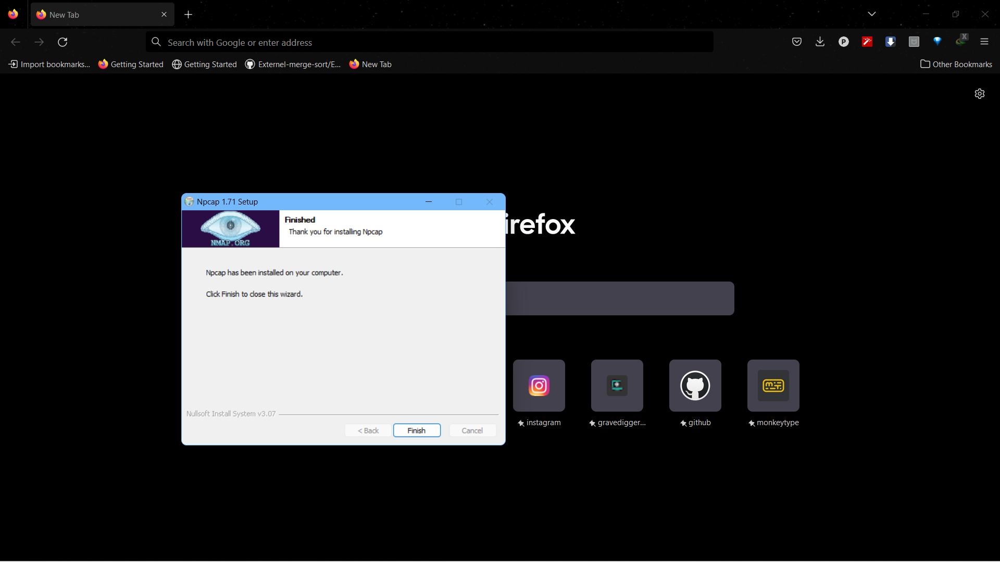 New Tab
Search with Google or enter address
Import bookmarks...
Getting Started
Getting Started
Externel-merge-sort/E...
New Tab
Other Bookmarks
Npcap 1.71 Setup
NMAP.ORG
Finished
Thank you for installing Npcap
irefox
Npcap has been installed on your computer.
Click Finish to close this wizard.
Nullsoft Install System v3.07
< Back
Finish
Cancel
instagram
gravedigger...
github
monkeytype